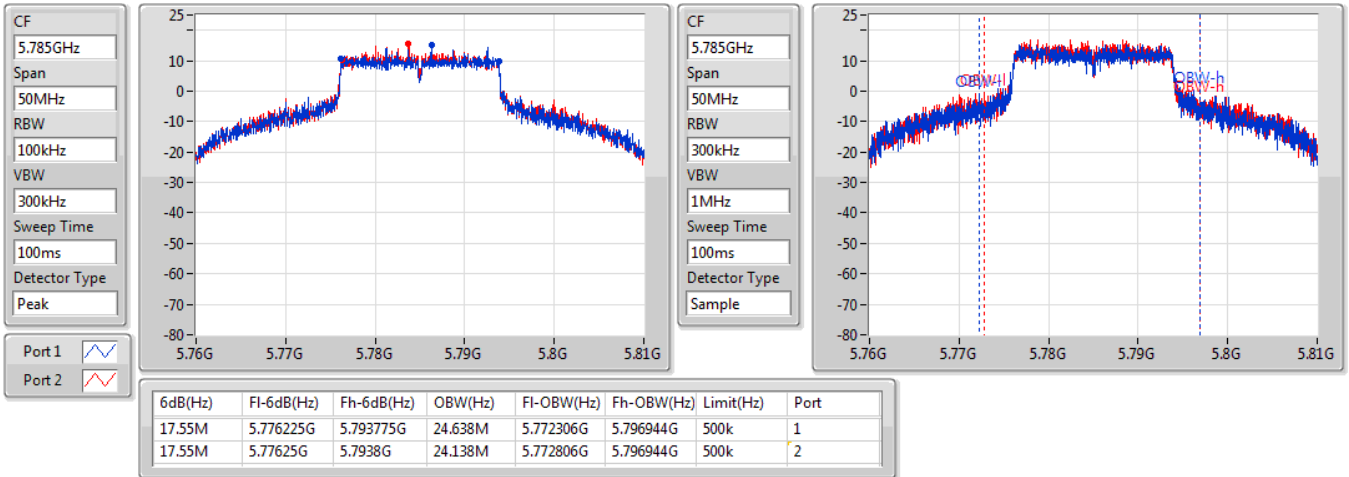 CF
5.785GHz
Span
50MHz
RBW
100kHz
VBW
300kHz
Sweep Time
100ms
Detector Type
Peak
Port 1
Port 2
25
10
0
-10
-20
-30
-40
-50
-60
-70
-80
5.76G 5.77G 5.78G 5.79G 5.8G 5.81G
CF
5.785GHz
Span
50MHz
RBW
300kHz
VBW
1MHz
Sweep Time
100ms
Detector Type
Sample
25
10
0
-10
-20
-30
-40
-50
-60
-70
-80
OBW-l
OBW-l
OBW-h
OBW-h
5.76G 5.77G 5.78G 5.79G 5.8G 5.81G
6dB(Hz) Fl-6dB(Hz) Fh-6dB(Hz) OBW(Hz) Fl-OBW(Hz) Fh-OBW(Hz) Limit(Hz) Port
17.55M 5.776225G 5.793775G 24.638M 5.772306G 5.796944G 500k 1
17.55M 5.77625G 5.7938G 24.138M 5.772806G 5.796944G 500k 2